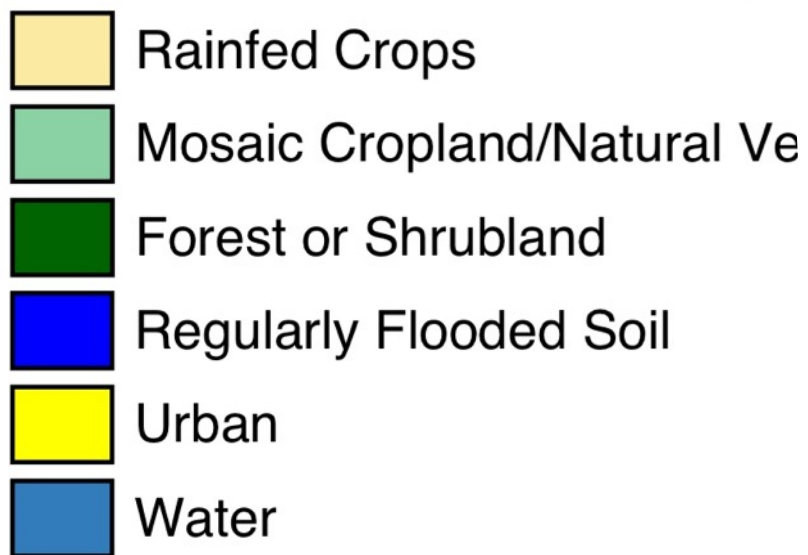 Rainfed Crops
Mosaic Cropland/Natural Ve
Forest or Shrubland
Regularly Flooded Soil
Urban
Water